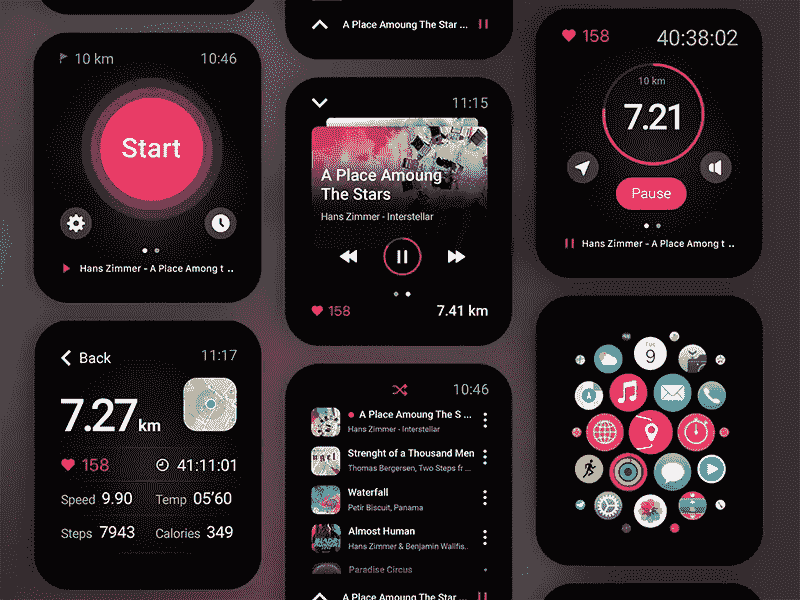 10 km
10:46
Start
Hans Zimmer - A Place Among t ..
Back
11:17
7.27 km
158
41:11:01
Speed 9.90
Temp 05'60
Steps 7943
Calories 349
A Place Amoung The Star ...
11:15
A Place Amoung
The Stars
Hans Zimmer - Interstellar
158
7.41 km
10:46
A Place Amoung The S ...
Hans Zimmer - Interstellar
Strenght of a Thousand Men
Thomas Bergersen, Two Steps fr ...
Waterfall
Petir Biscuit, Panama
Almost Human
Hans Zimmer & Benjamin Wallfis..
Paradise Circus
A Place Amoung The Star ...
158
40:38:02
10 km
7.21
Pause
Hans Zimmer - A Place Among t ..
Tue
9